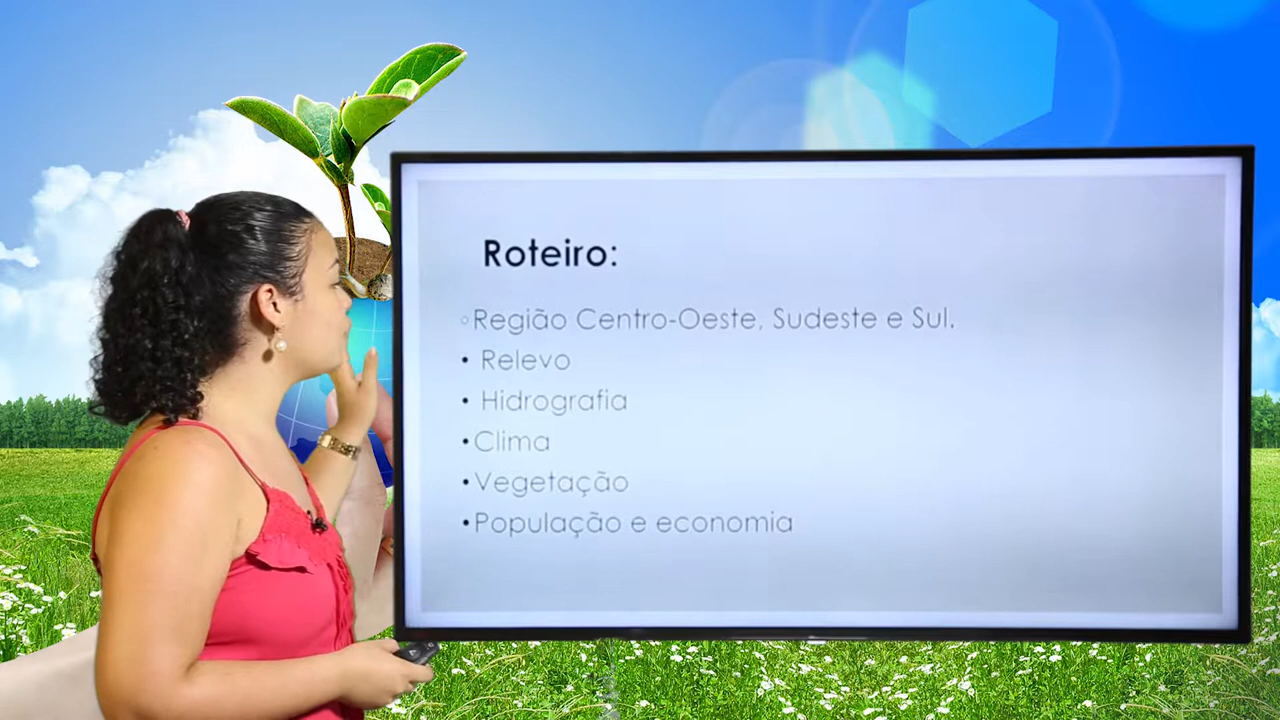 Roteiro:
◦Região Centro-Oeste, Sudeste e Sul.
• Relevo
• Hidrografia
• Clima
• Vegetação
• População e economia